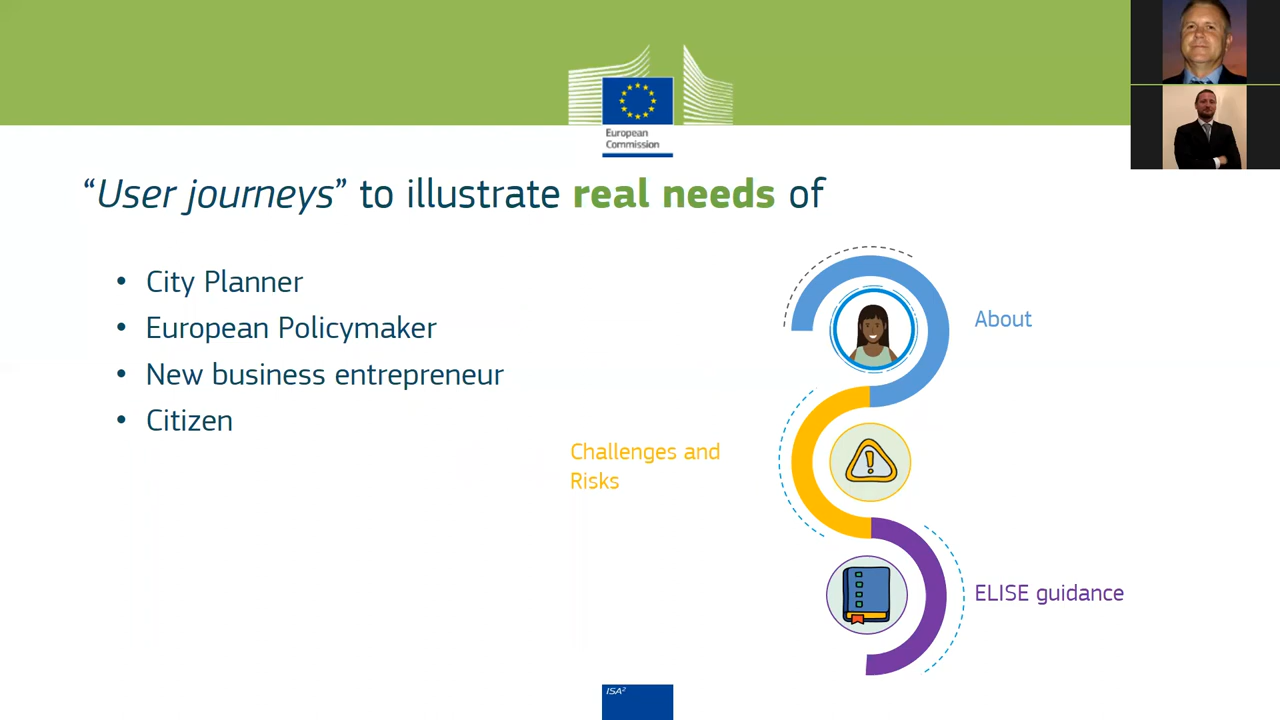 European
Commission
“User journeys” to illustrate real needs of
• City Planner
• European Policymaker
• New business entrepreneur
• Citizen
About
Challenges and
Risks
ELISE guidance
ISA²